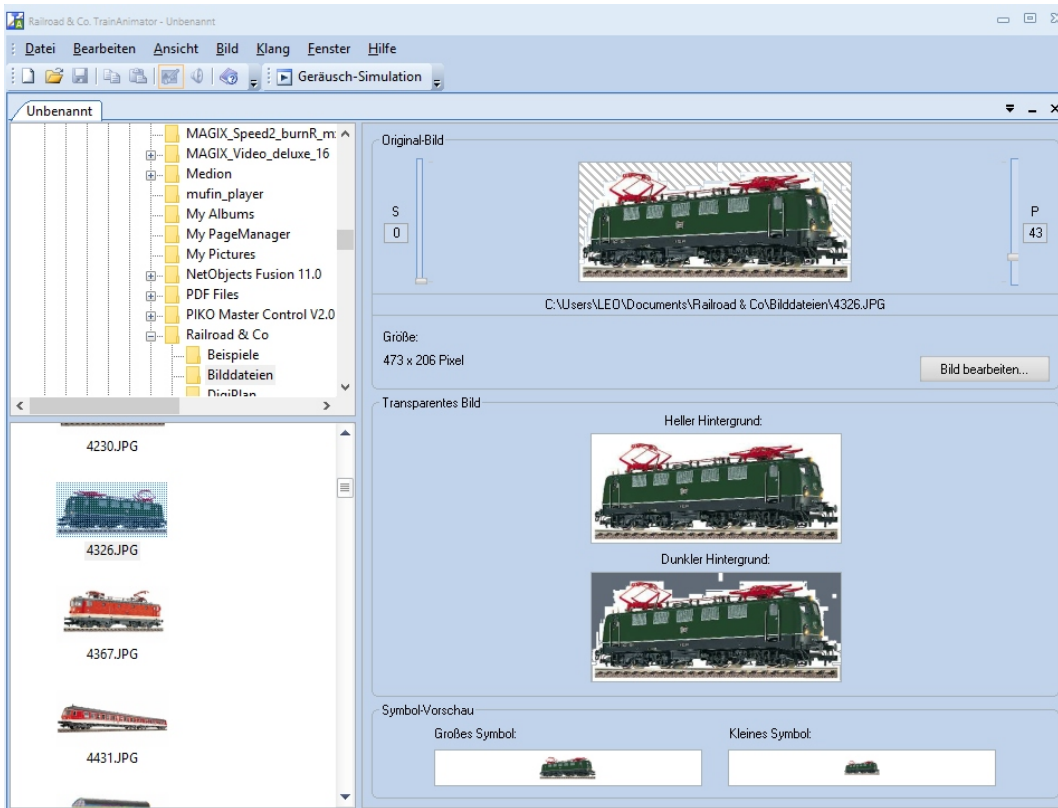 Railroad & Co. TrainAnimator - Unbenannt
Datei Bearbeiten Ansicht Bild Klang Fenster Hilfe
Geräusch-Simulation
Unbenannt
MAGIX_Speed2_burnR_m
MAGIX_Video_deluxe_16
Medion
mufin_player
My Albums
My PageManager
My Pictures
NetObjects Fusion 11.0
PDF Files
PIKO Master Control V2.0
Railroad & Co
Beispiele
Bilddateien
DigiPlan
4230.JPG
4326.JPG
4367.JPG
4431.JPG
Original-Bild
S
0
P
43
C:\Users\LEO\Documents\Railroad & Co\Bilddateien\4326.JPG
Größe:
473 x 206 Pixel
Bild bearbeiten...
Transparentes Bild
Heller Hintergrund:
Dunkler Hintergrund:
Symbol-Vorschau
Großes Symbol:
Kleines Symbol: